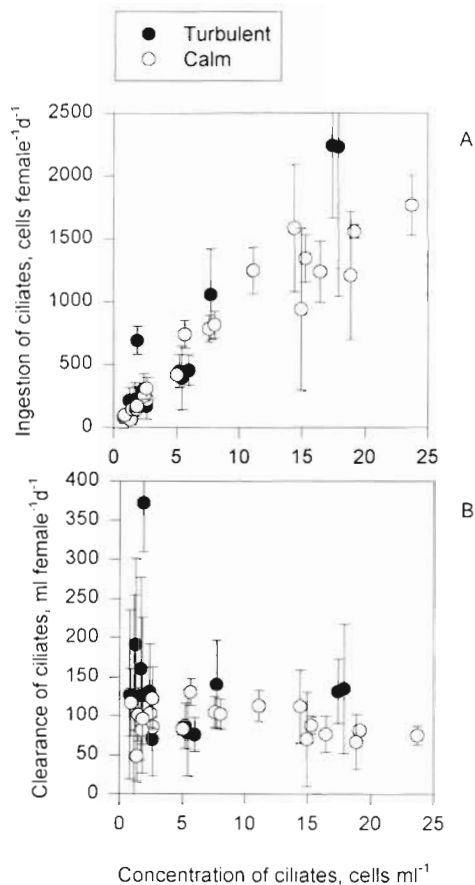 Turbulent
Calm
A
Ingestion of ciliates, cells female⁻¹d⁻¹
2500
2000
1500
1000
500
0
0 5 10 15 20 25
B
Clearance of ciliates, ml female⁻¹d⁻¹
400
350
300
250
200
150
100
50
0
0 5 10 15 20 25
Concentration of ciliates, cells ml⁻¹